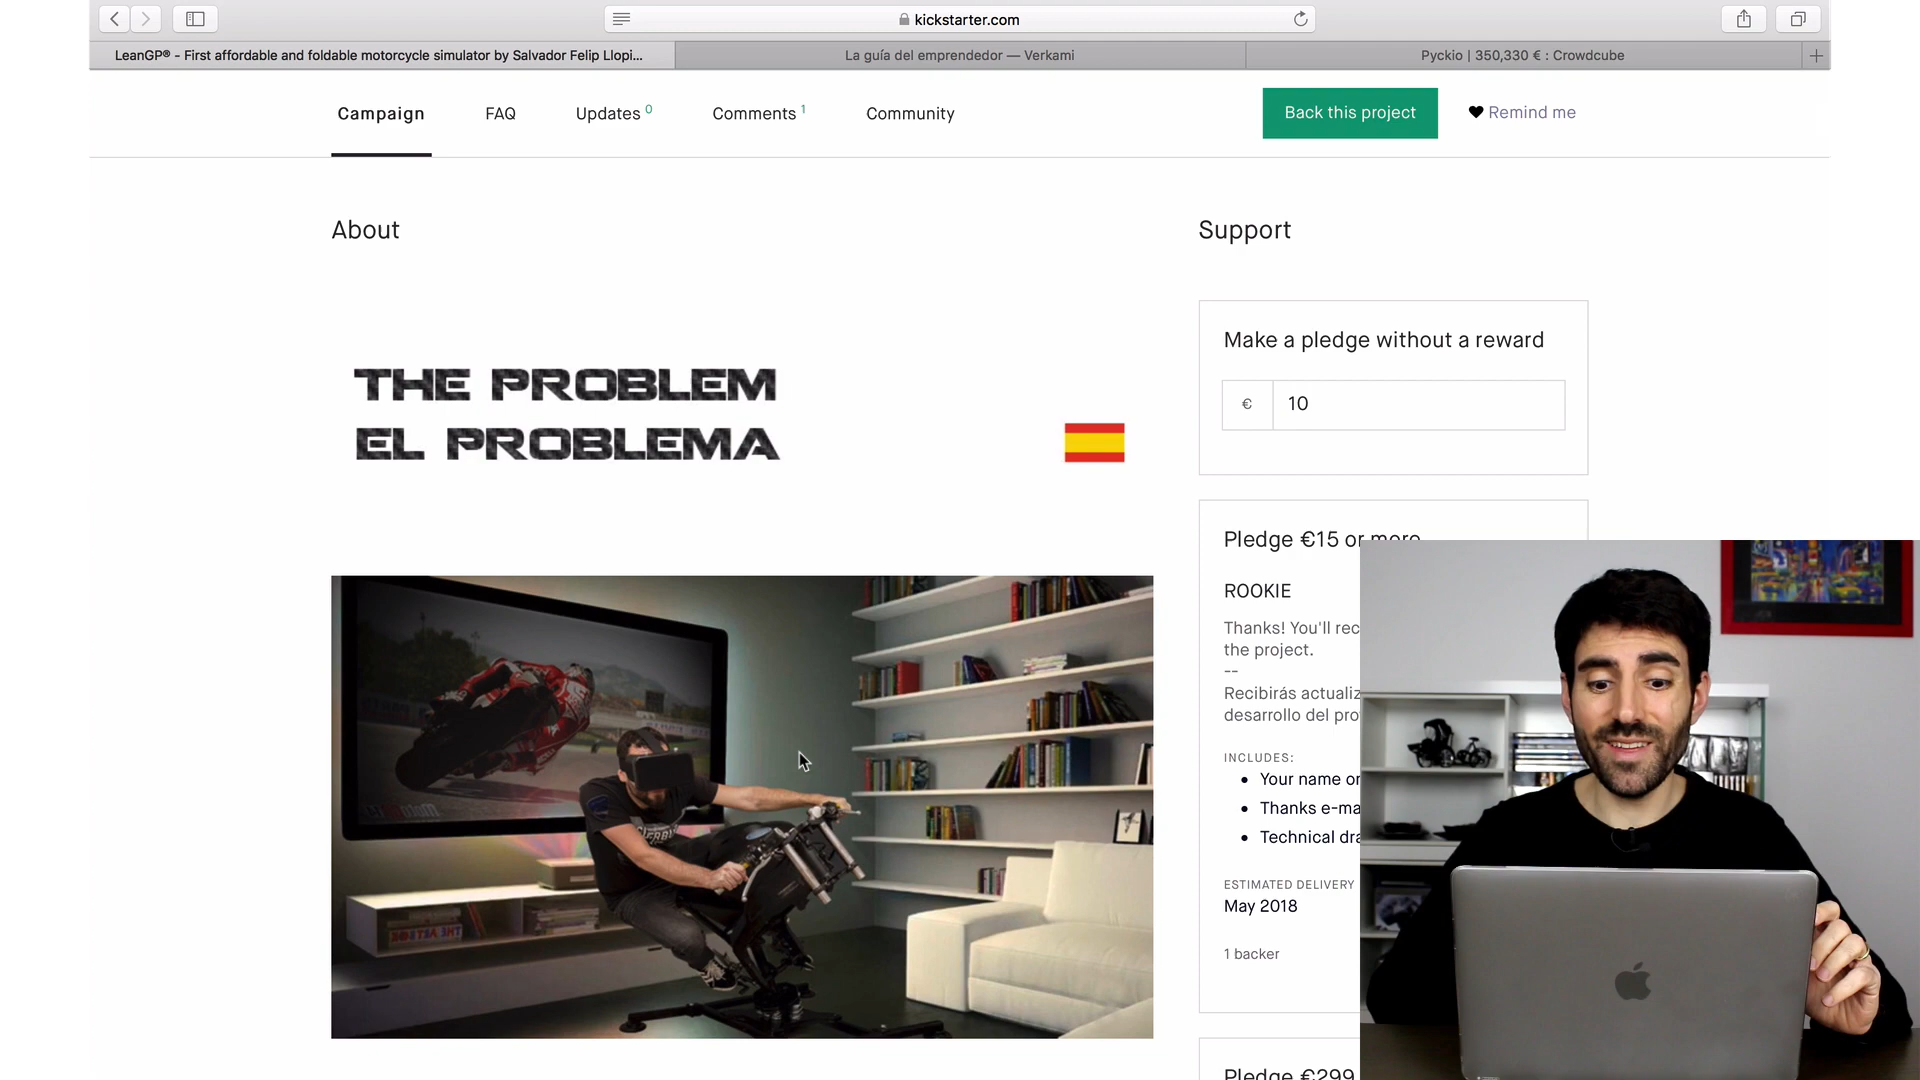 kickstarter.com
LeanGP® - First affordable and foldable motorcycle simulator by Salvador Felip Llopi...
La guía del emprendedor — Verkami
Pyckio | 350,330 € : Crowdcube
Campaign
FAQ
Updates 0
Comments 1
Community
Back this project
Remind me
About
THE PROBLEM
EL PROBLEMA
Support
Make a pledge without a reward
€ 10
Pledge €15 or more
ROOKIE
Thanks! You'll rec
the project.
--
Recibirás actualiz
desarrollo del pro
INCLUDES:
Your name or
Thanks e-ma
Technical dra
ESTIMATED DELIVERY
May 2018
1 backer
Pledge €299